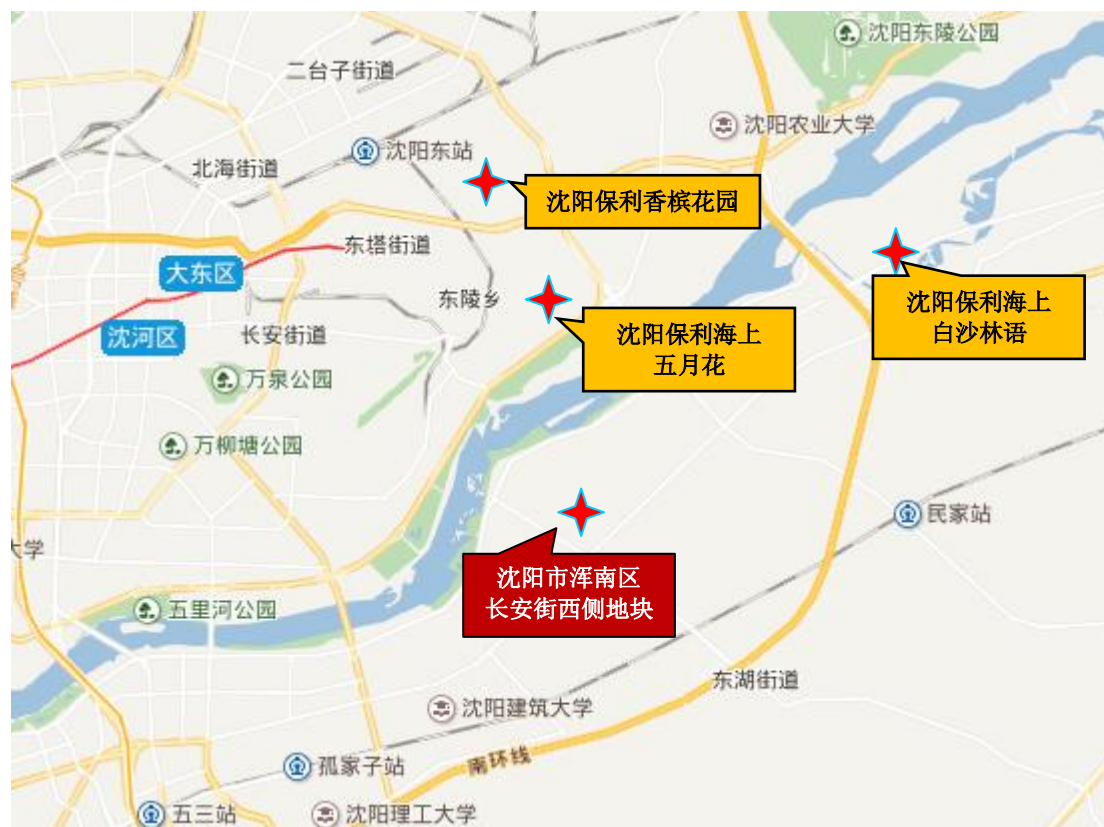 沈阳东陵公园
二台子街道
沈阳农业大学
沈阳东站
北海街道
沈阳保利香槟花园
东塔街道
大东区
东陵乡
沈阳保利海上
白沙林语
沈河区
长安街道
沈阳保利海上
五月花
万泉公园
万柳塘公园
民家站
大学
沈阳市浑南区
长安街西侧地块
五里河公园
东湖街道
沈阳建筑大学
南环线
孤家子站
五三站
沈阳理工大学